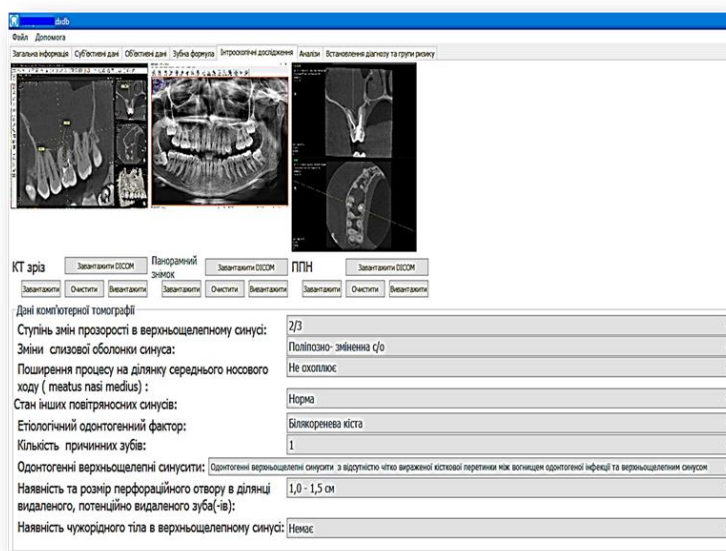 dsdb
Файл Допомога
Загальна інформація Суб'єктивні дані Об'єктивні дані Зубна формула Інтроскопічні дослідження Аналізи Встановлення діагнозу та групи ризику
КТ зріз Завантажити DICOM Панорамний знімок Завантажити DICOM ППН Завантажити DICOM
Завантажити Очистити Вивантажити Завантажити Очистити Вивантажити Завантажити Очистити Вивантажити
Дані комп'ютерної томографії
Ступінь змін прозорості в верхньощелепному синусі: 2/3
Зміни слизової оболонки синуса: Поліпозно- зміненна с/о
Поширення процесу на ділянку середнього носового Не охоплює
ходу ( meatus nasi medius) :
Стан інших повітряносних синусів: Норма
Етіологічний одонтогенний фактор: Білякоренева кіста
Кількість причинних зубів: 1
Одонтогенні верхньощелепні синусити: Одонтогенні верхньощелепні синусити з відсутністю чітко вираженої кісткової перетинки між вогнищем одонтогеної інфекції та верхньощелепним синусом
Наявність та розмір перфораційного отвору в ділянці 1,0 - 1,5 см
видаленого, потенційно видаленого зуба(-ів):
Наявність чужорідного тіла в верхньощелепному синусі: Немає